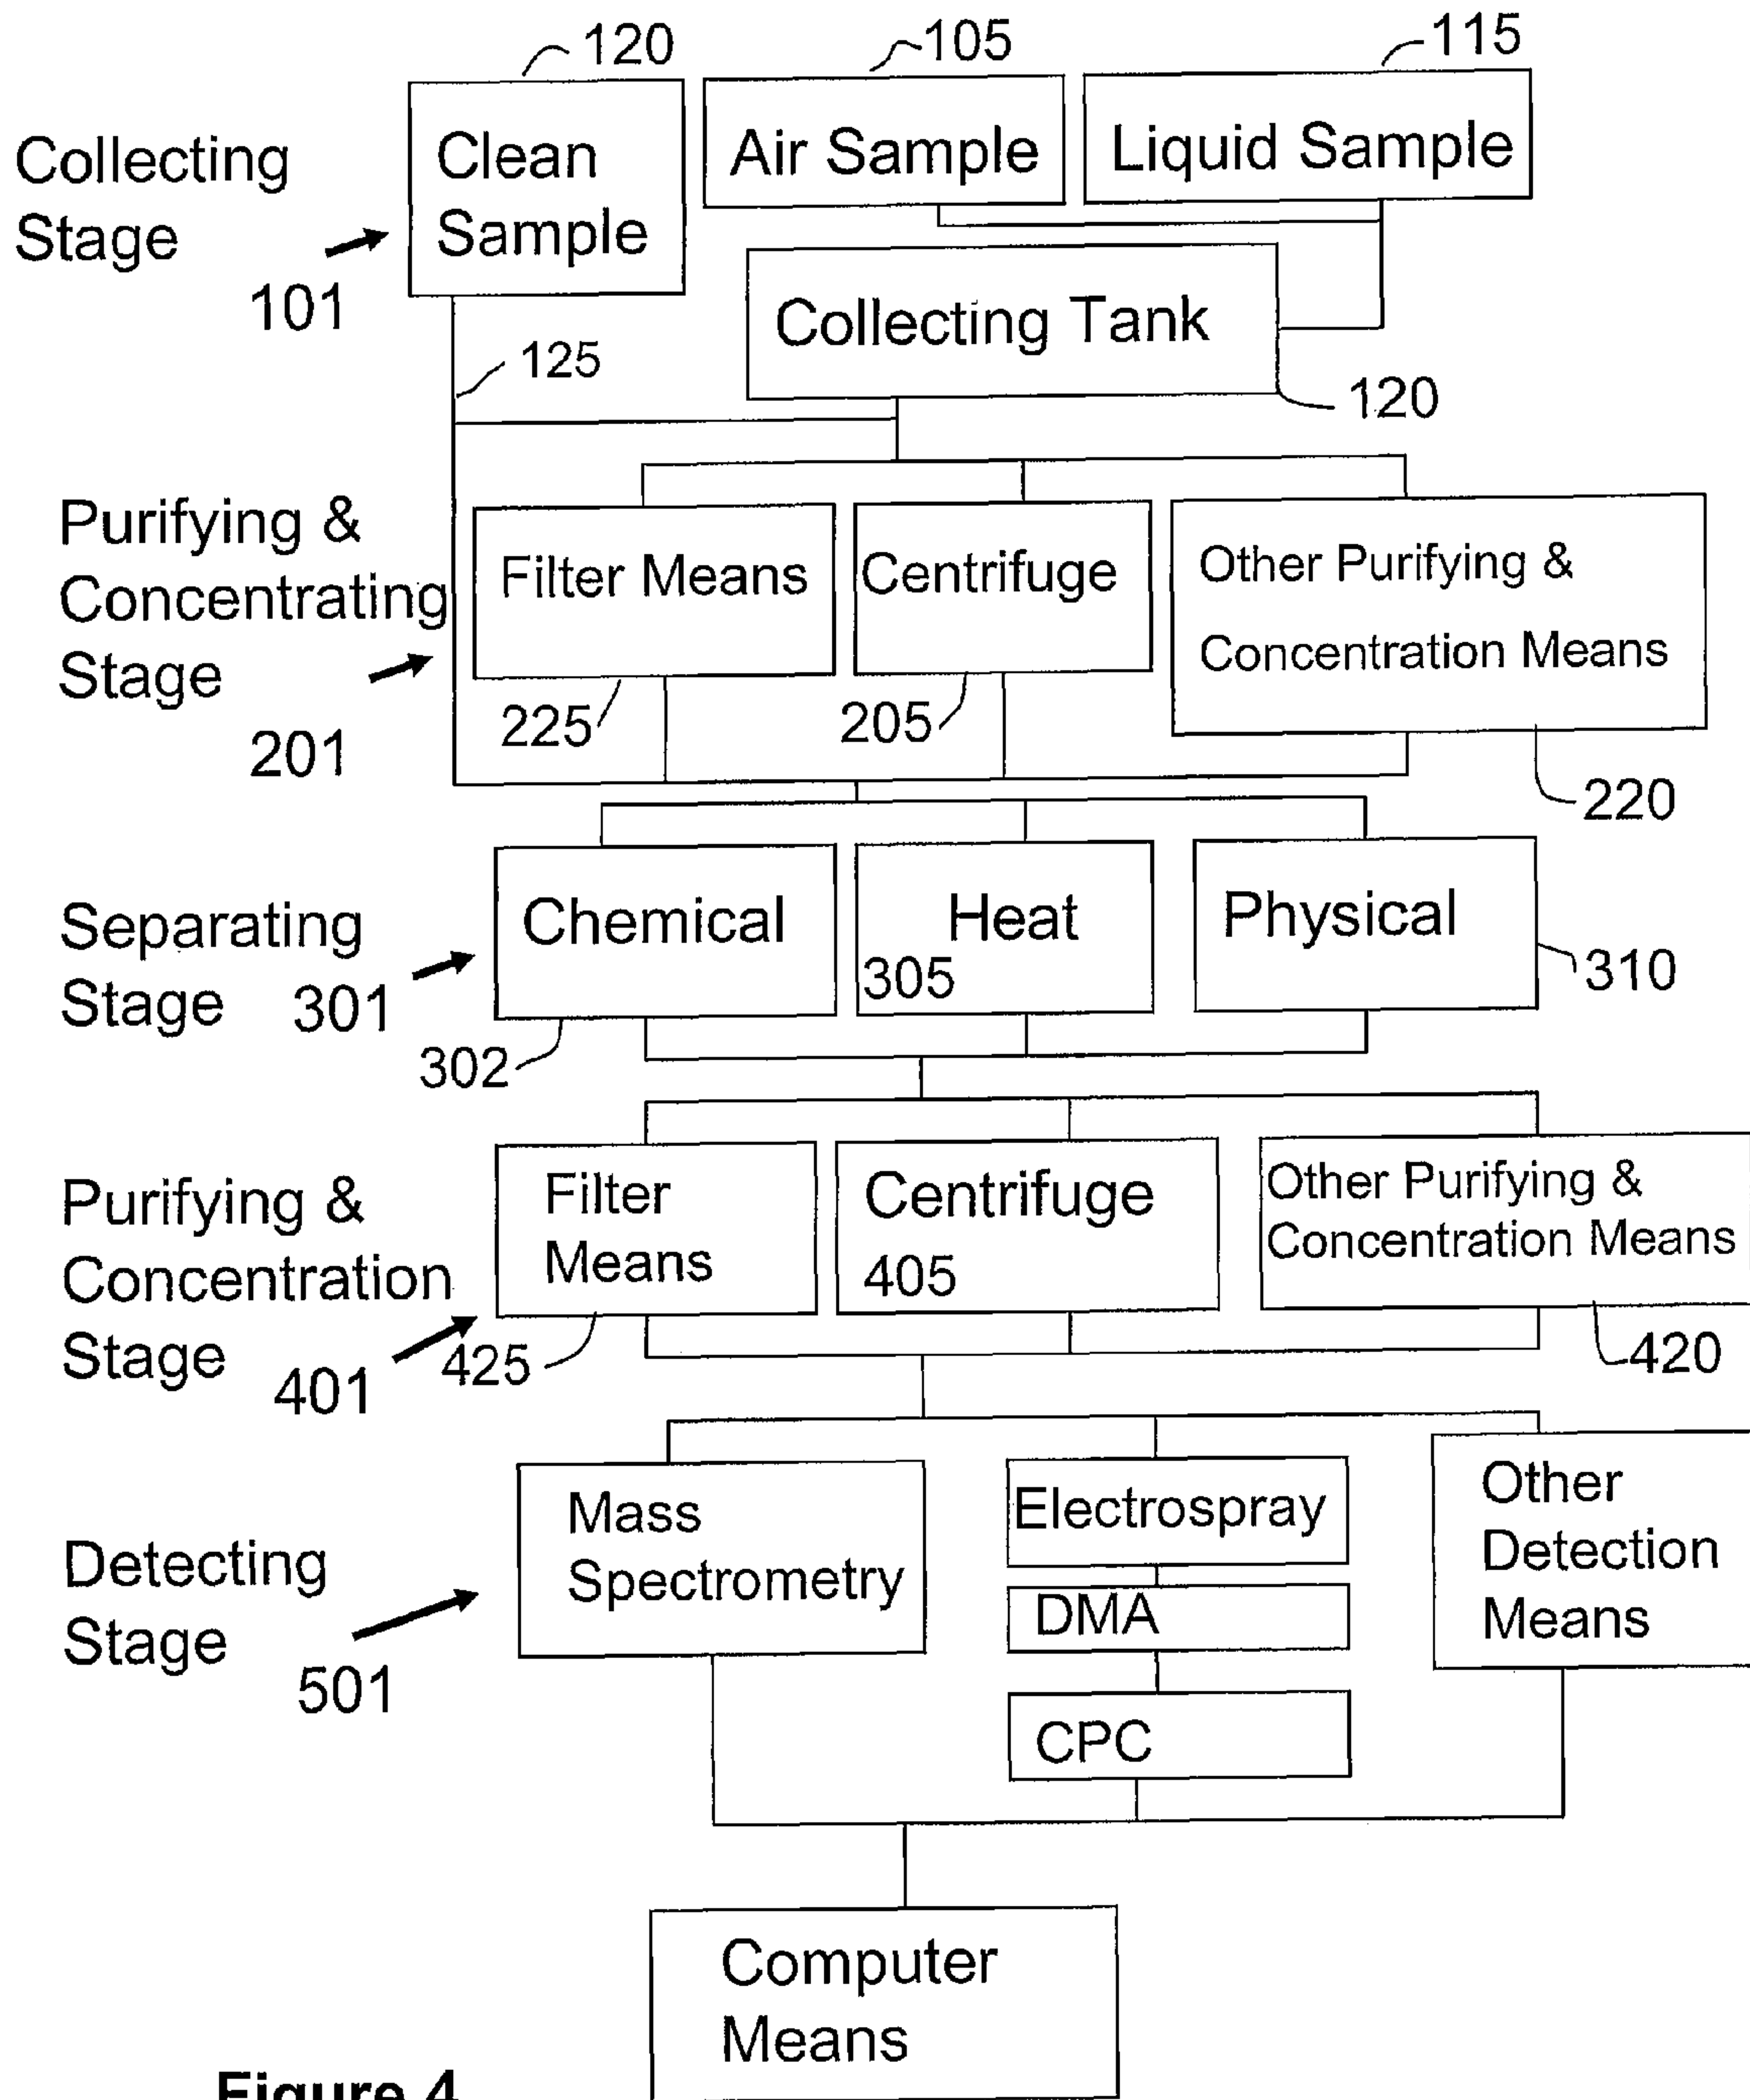 120
105
115
Collecting
Stage
101
Clean
Sample
Air Sample
Liquid Sample
Collecting Tank
125
120
Purifying &
Concentrating
Stage
201
Filter Means
Centrifuge
Other Purifying &
Concentration Means
225
205
220
Separating
Stage
301
Chemical
Heat
305
Physical
310
302
Purifying &
Concentration
Stage
401
Filter
Means
Centrifuge
405
Other Purifying &
Concentration Means
425
420
Detecting
Stage
501
Mass
Spectrometry
Electrospray
DMA
CPC
Other
Detection
Means
Computer
Means
Figure 4